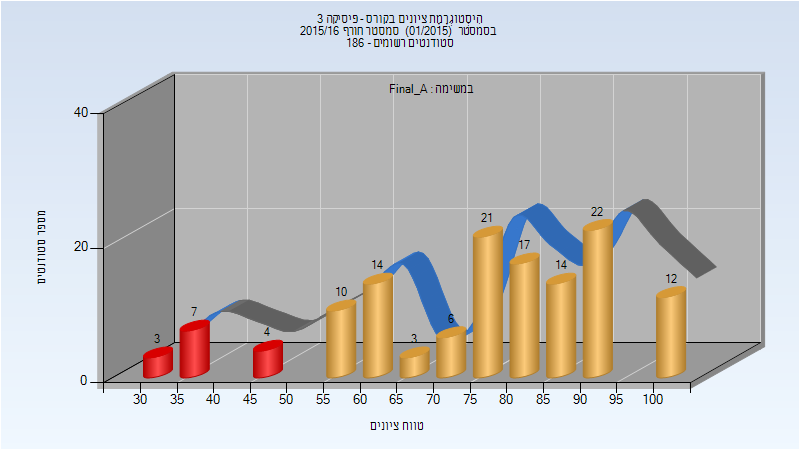 היסטוגרמת ציונים בקורס - פיסיקה 3
בסמסטר (01/2015) סמסטר חורף 2015/16
סטודנטים רשומים - 186
במשימה : Final_A
מספר סטודנטים
40
20
0
3
7
4
10
14
3
6
21
17
14
22
12
30 35 40 45 50 55 60 65 70 75 80 85 90 95 100
טווח ציונים